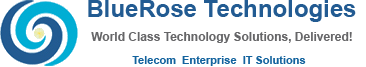 BlueRose Technologies
World Class Technology Solutions, Delivered!
Telecom Enterprise IT Solutions